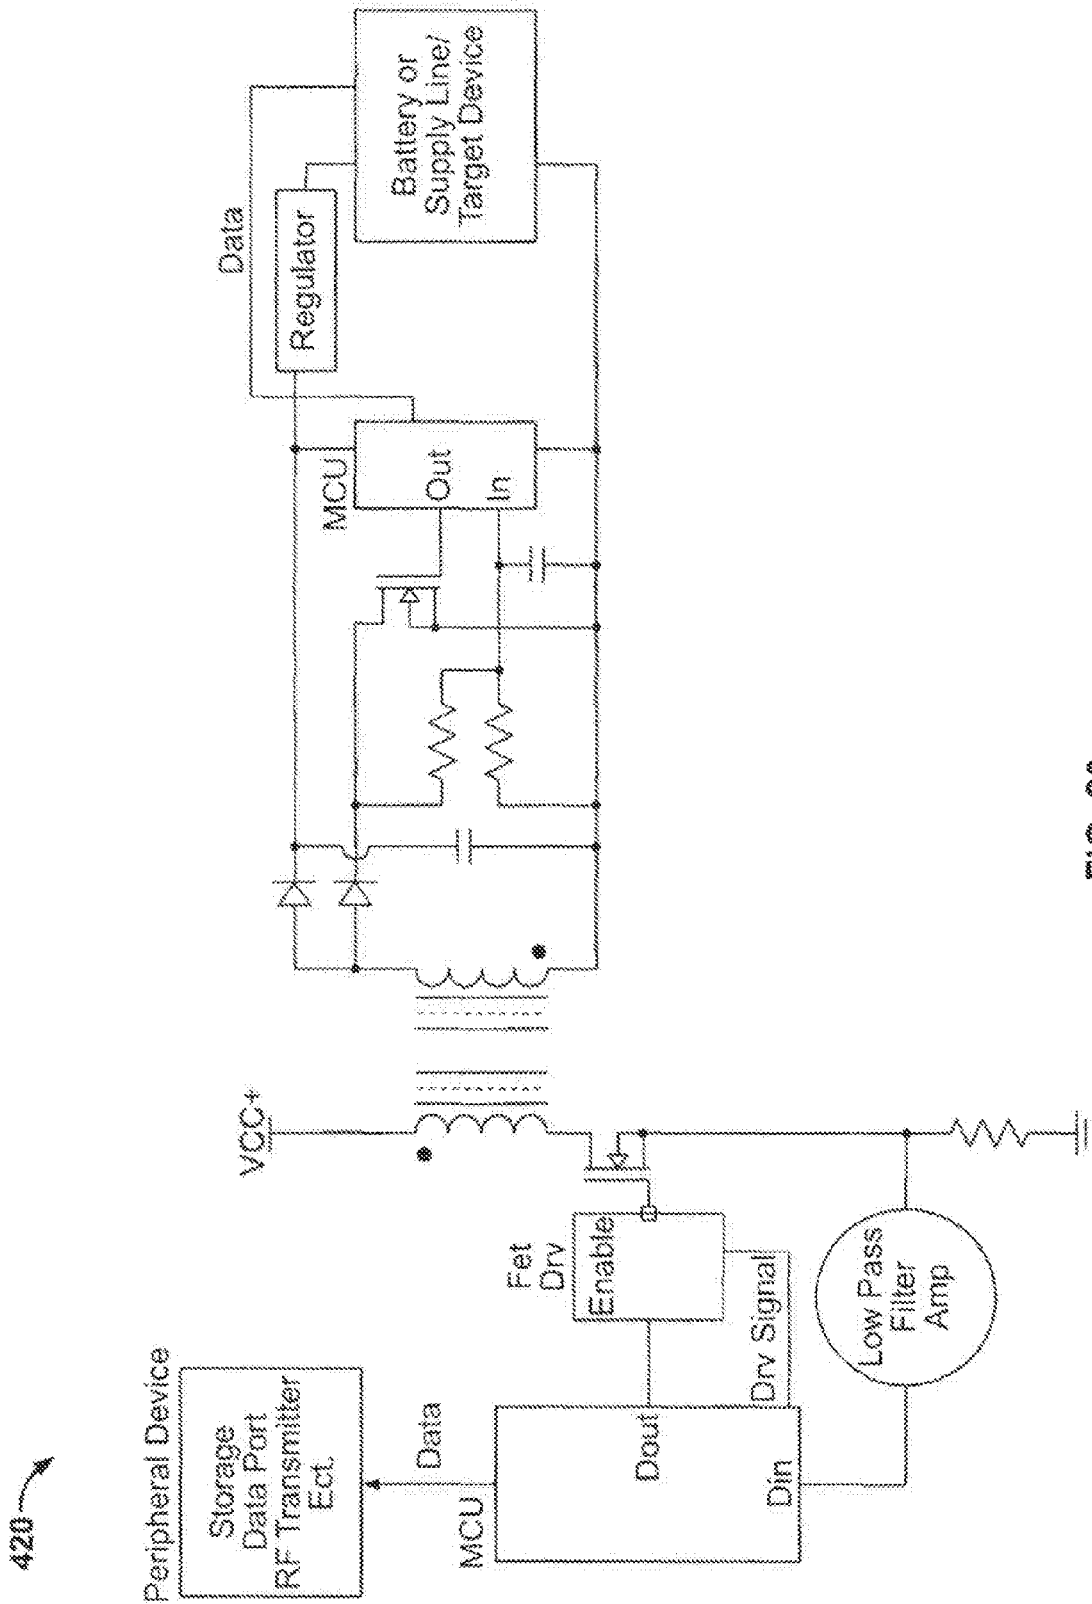 420
Peripheral Device
Storage
Data Port
RF Transmitter
Ect.
Data
MCU
Dout
Din
Drv Signal
Fet
Drv
Enable
Low Pass
Filter
Amp
VCC+
MCU
Out
In
Data
Regulator
Battery or
Supply Line/
Target Device